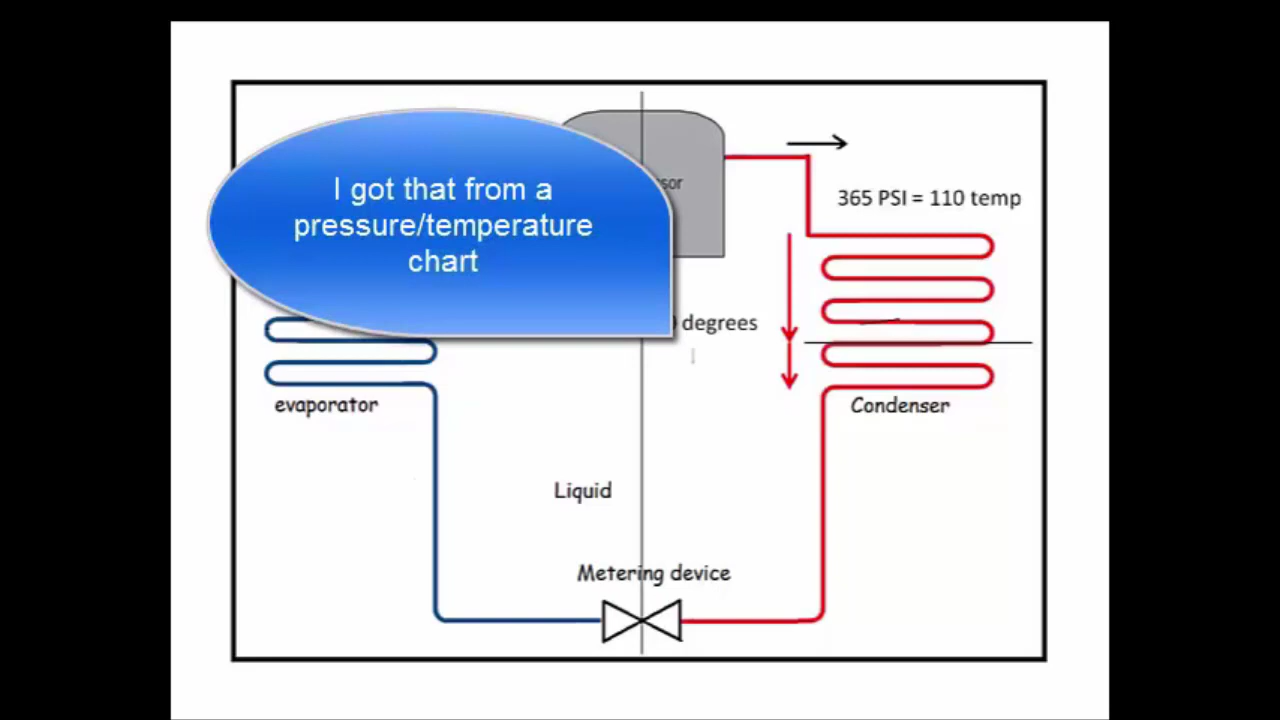 I got that from a
pressure/temperature
chart
365 PSI = 110 temp
degrees
evaporator
Condenser
Liquid
Metering device